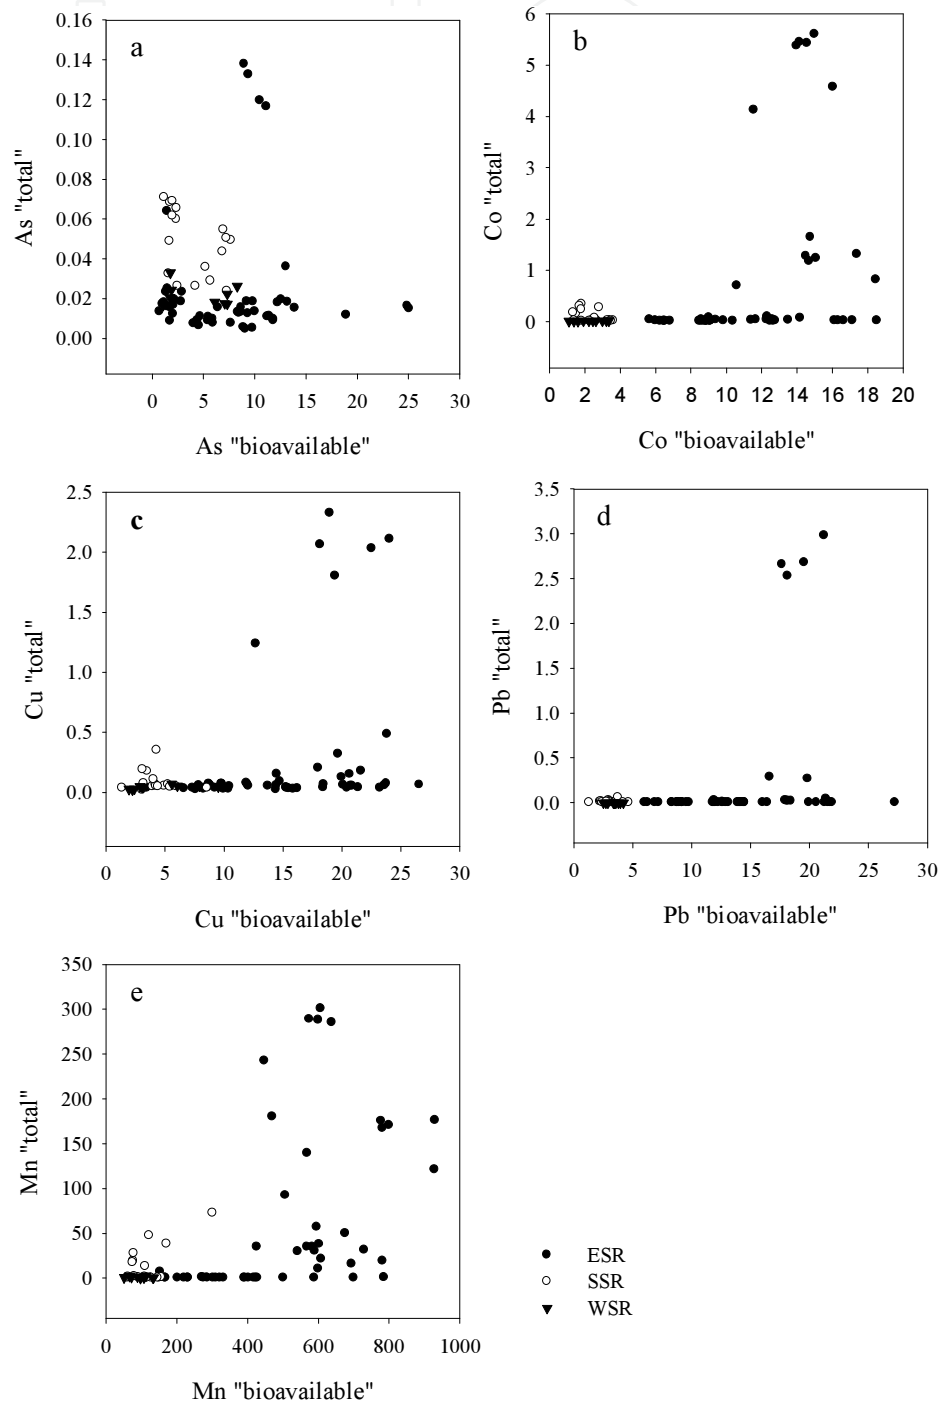 a
0.16
0.14
0.12
0.10
0.08
0.06
0.04
0.02
0.00
As "total"
0 5 10 15 20 25 30
As "bioavailable"
b
6
5
4
3
2
1
0
Co "total"
0 2 4 6 8 10 12 14 16 18 20
Co "bioavailable"
c
2.5
2.0
1.5
1.0
0.5
0.0
Cu "total"
0 5 10 15 20 25 30
Cu "bioavailable"
d
3.5
3.0
2.5
2.0
1.5
1.0
0.5
0.0
Pb "total"
0 5 10 15 20 25 30
Pb "bioavailable"
e
350
300
250
200
150
100
50
0
Mn "total"
0 200 400 600 800 1000
Mn "bioavailable"
ESR
SSR
WSR